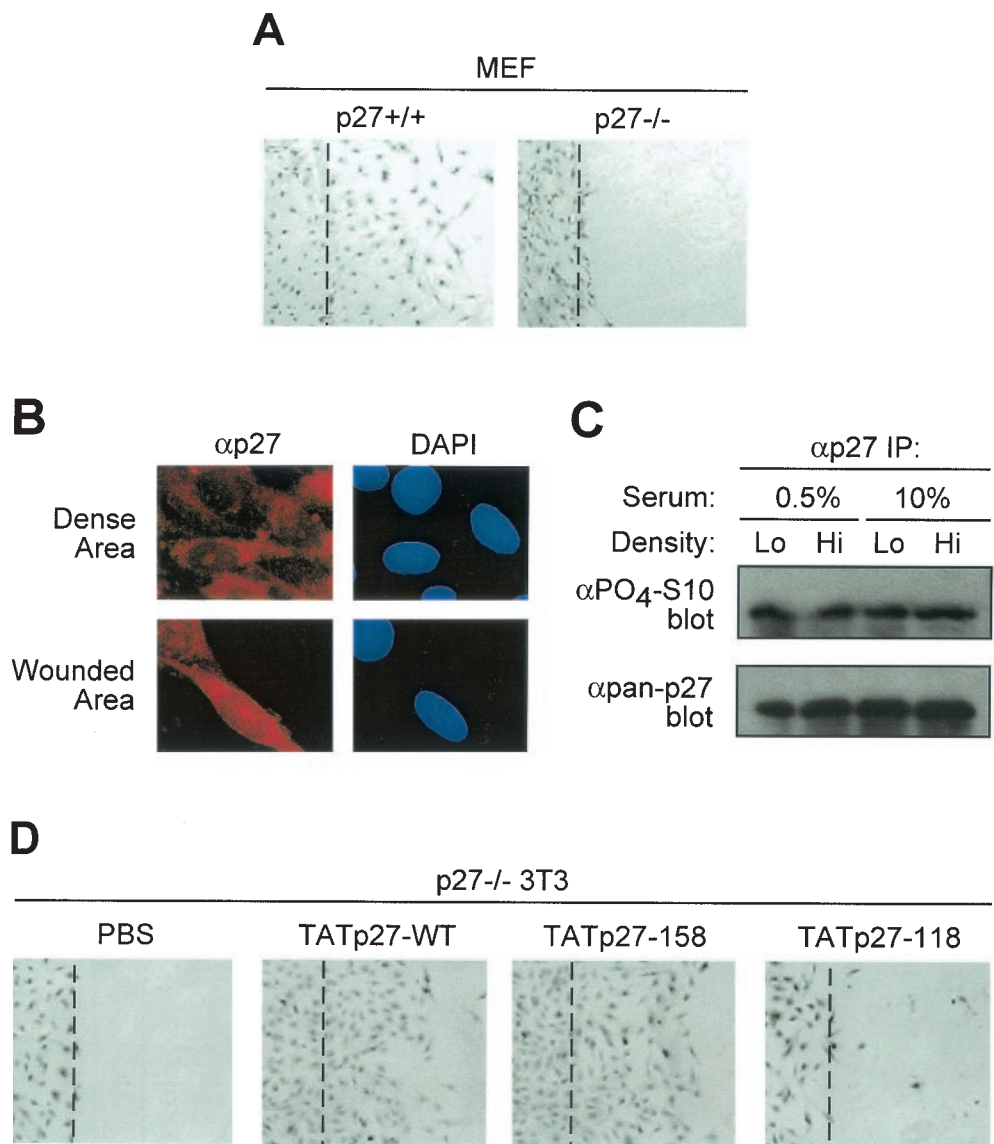 A
MEF
p27+/+ p27-/-
B
αp27 DAPI
Dense
Area
Wounded
Area
C
αp27 IP:
Serum: 0.5% 10%
Density: Lo Hi Lo Hi
αPO4-S10
blot
αpan-p27
blot
D
p27-/- 3T3
PBS TATp27-WT TATp27-158 TATp27-118